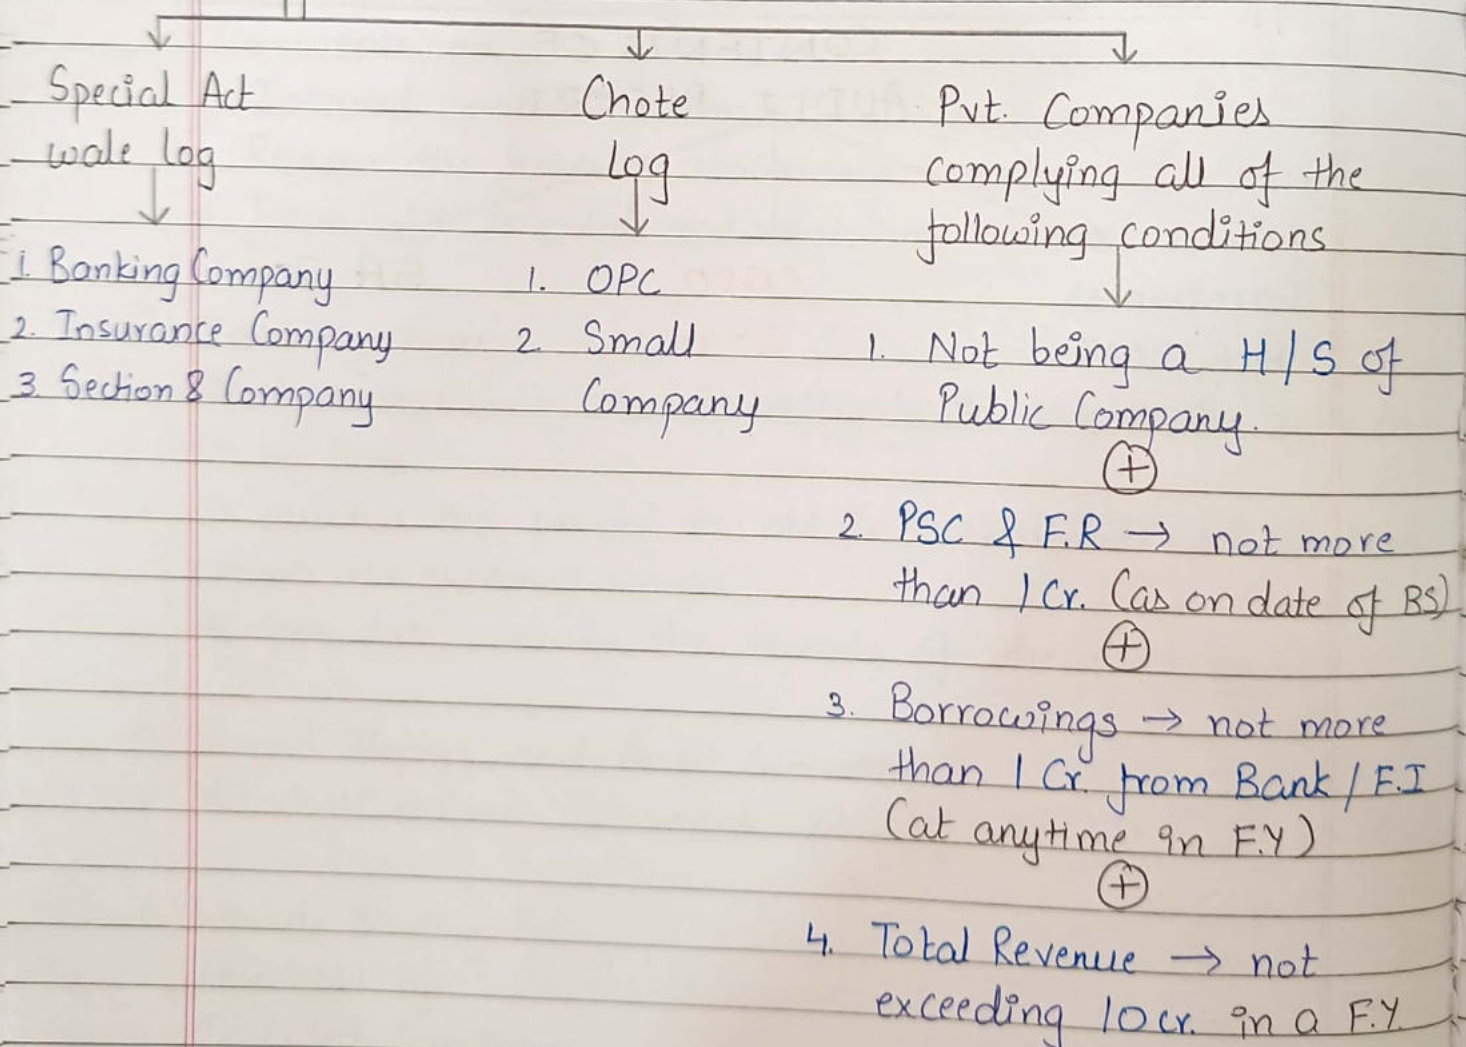 Special Act
wale log
1. Banking Company
2. Insurance Company
3. Section 8 Company
Chote
log
1. OPC
2. Small
Company
Pvt. Companies
complying all of the
following conditions
1. Not being a H/S of
Public Company.
+
2. PSC & F.R → not more
than 1 Cr. (as on date of BS)
+
3. Borrowings → not more
than 1 Cr. from Bank / F.I
(at anytime in F.Y)
+
4. Total Revenue → not
exceeding 10 cr. in a F.Y.